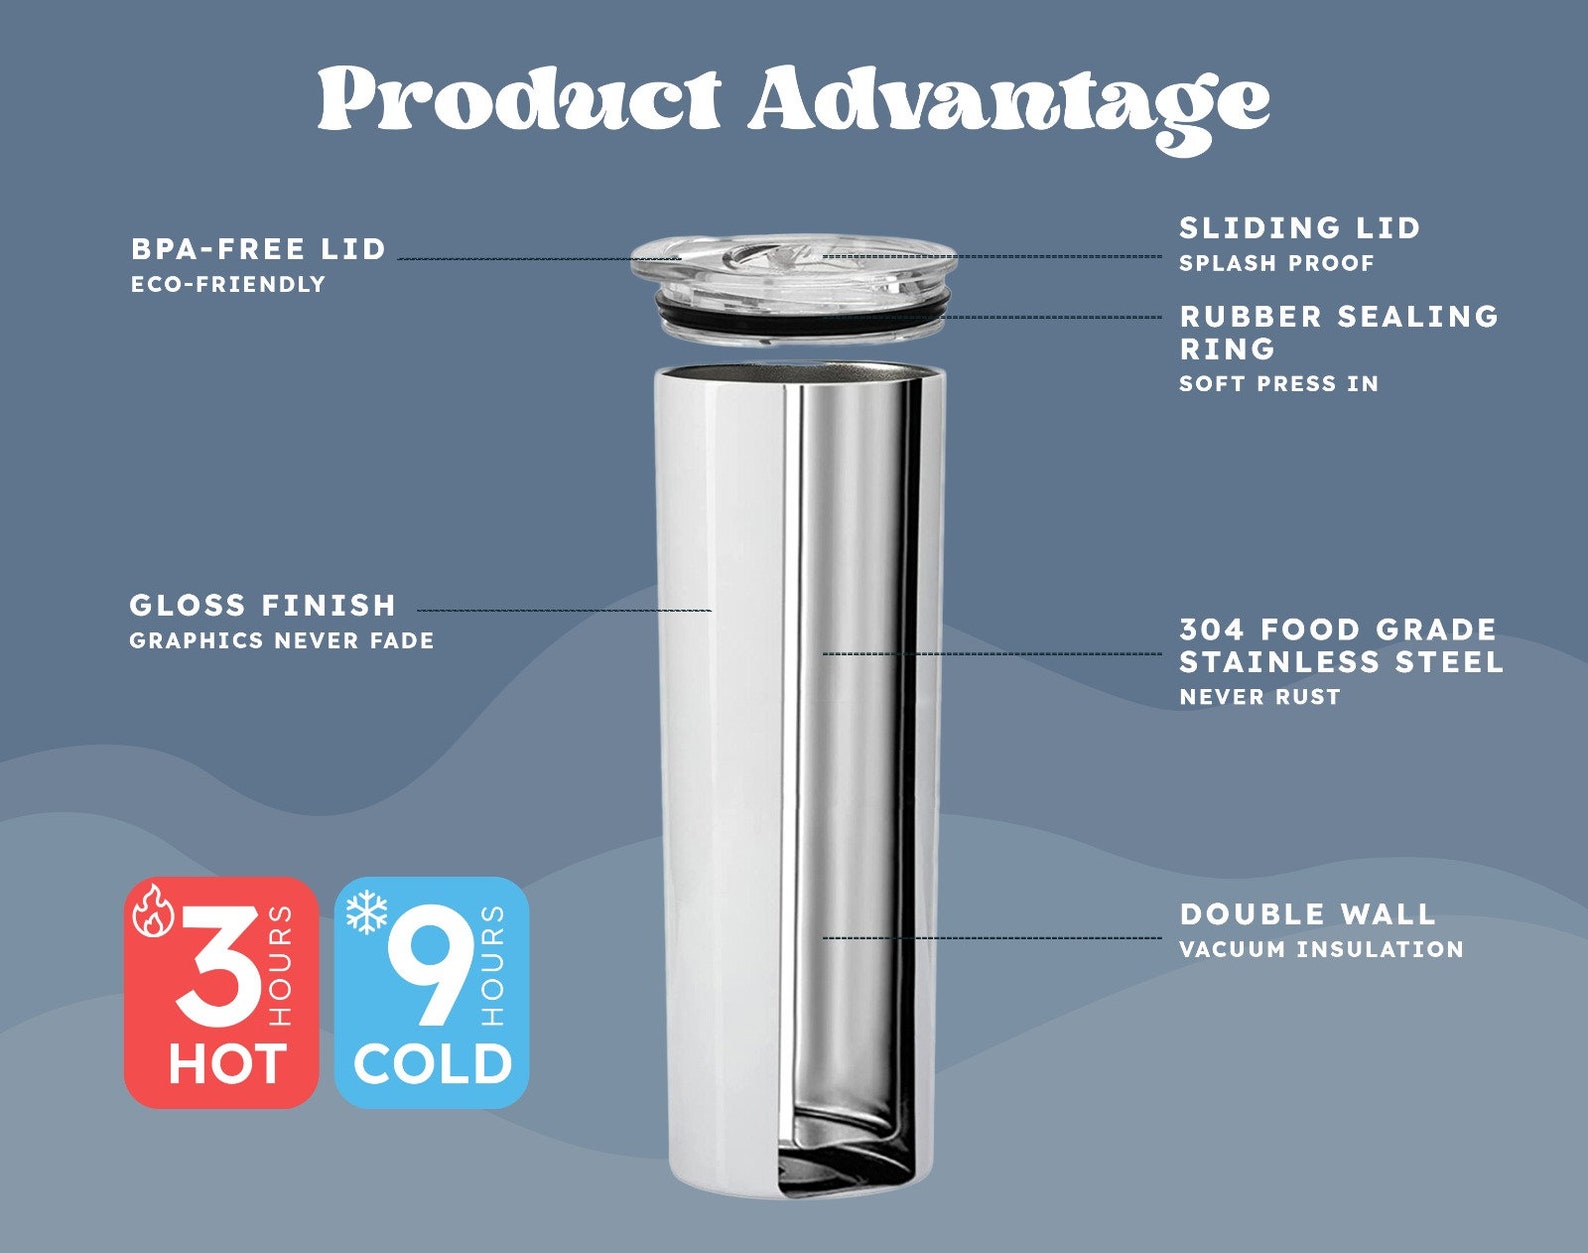 Product Advantage
BPA-FREE LID
ECO-FRIENDLY
SLIDING LID
SPLASH PROOF
RUBBER SEALING
RING
SOFT PRESS IN
GLOSS FINISH
GRAPHICS NEVER FADE
304 FOOD GRADE
STAINLESS STEEL
NEVER RUST
DOUBLE WALL
VACUUM INSULATION
3 HOURS
HOT
9 HOURS
COLD